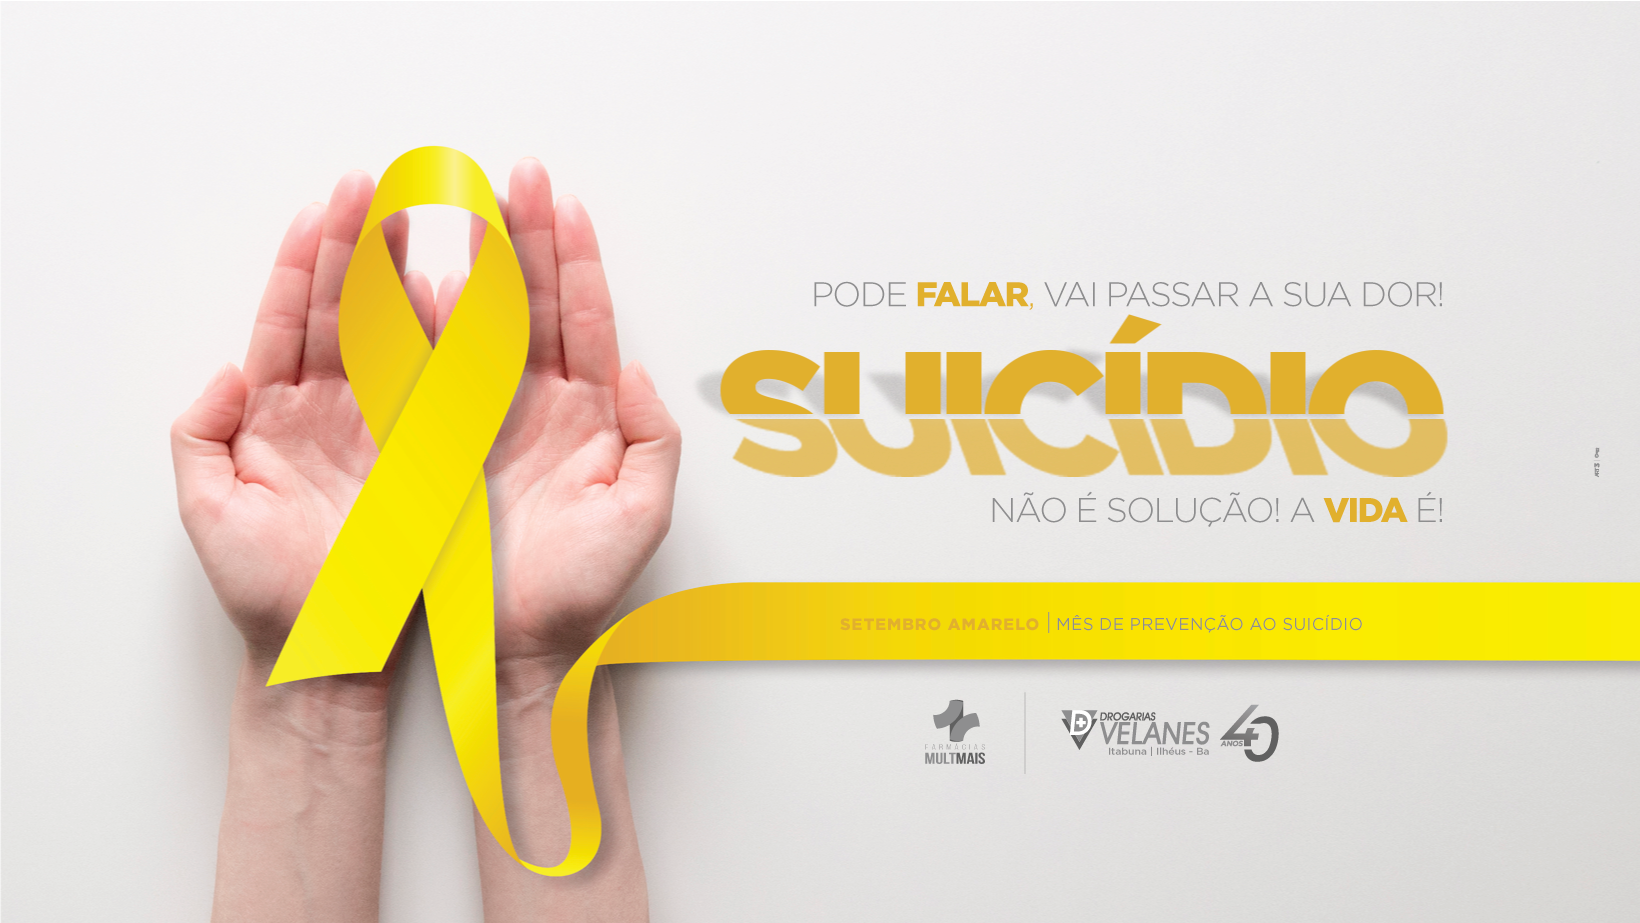 PODE FALAR, VAI PASSAR A SUA DOR!
SUICÍDIO
NÃO É SOLUÇÃO! A VIDA É!
SETEMBRO AMARELO | MÊS DE PREVENÇÃO AO SUICÍDIO
FARMÁCIAS
MULTMAIS
DROGARIAS
VELANES
Itabuna | Ilhéus - Ba
40
ANOS